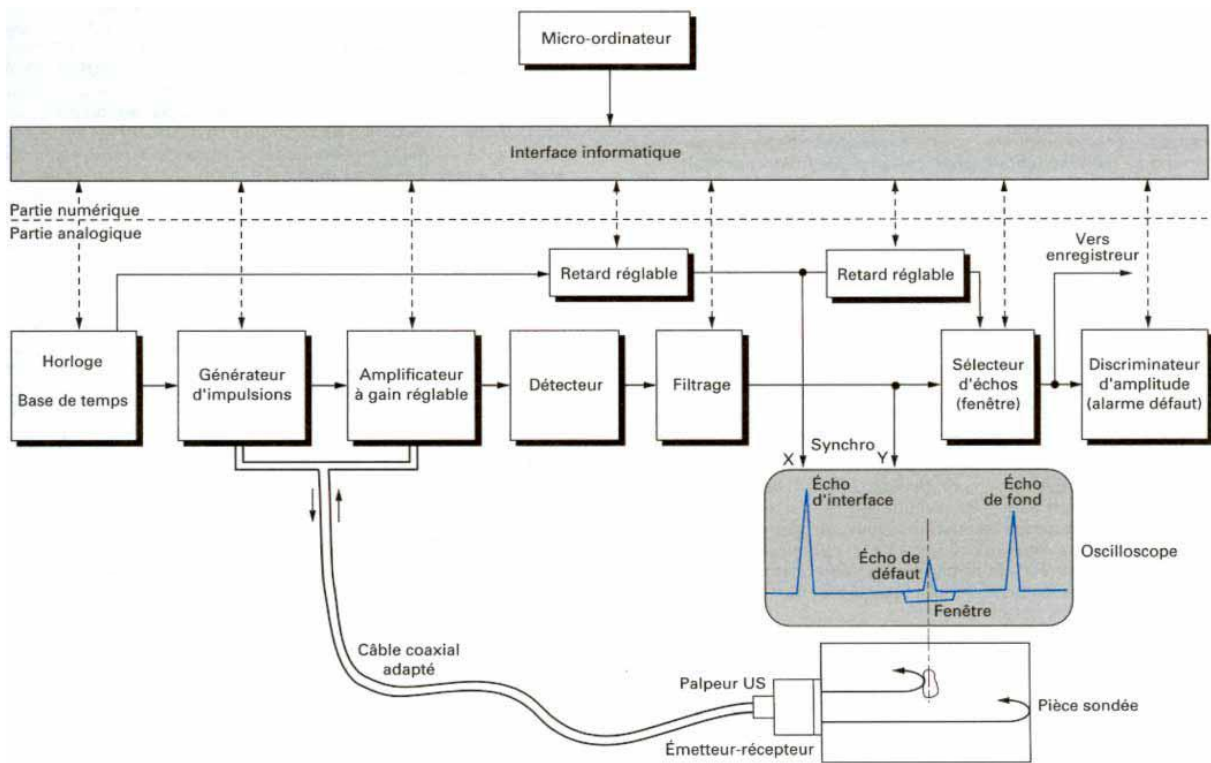 Micro-ordinateur
Interface informatique
Partie numérique
Partie analogique
Retard réglable
Retard réglable
Vers
enregistreur
Horloge
Base de temps
Générateur
d'impulsions
Amplificateur
à gain réglable
Détecteur
Filtrage
Sélecteur
d'échos
(fenêtre)
Discriminateur
d'amplitude
(alarme défaut)
X
Synchro
Y
Écho
d'interface
Écho
de fond
Écho de
défaut
Fenêtre
Oscilloscope
Câble coaxial
adapté
Palpeur US
Pièce sondée
Émetteur-récepteur